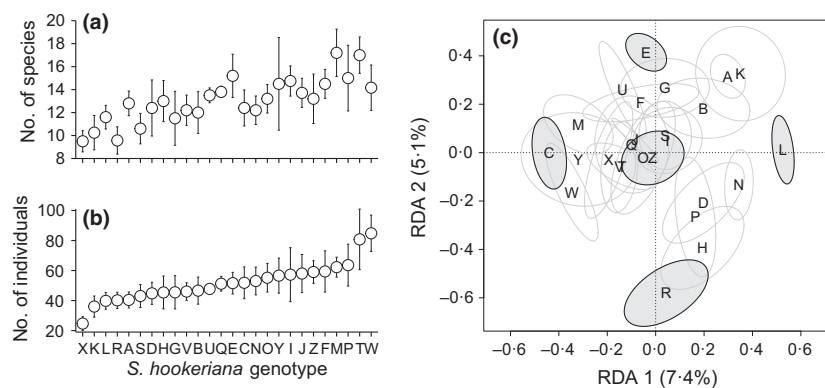 (a)
No. of species
20
18
16
14
12
10
8
(b)
No. of individuals
100
80
60
40
20
X K L R A S D H G V B U Q E C N O Y I J Z F M P T W
S. hookeriana genotype
(c)
RDA 2 (5·1%)
0·4
0·2
0·0
−0·2
−0·4
−0·6
E
A K
U G
F B
M
J S I
Q
C Y X V T O Z L
W N
D
P
H
R
−0·6 −0·4 −0·2 0·0 0·2 0·4 0·6
RDA 1 (7·4%)